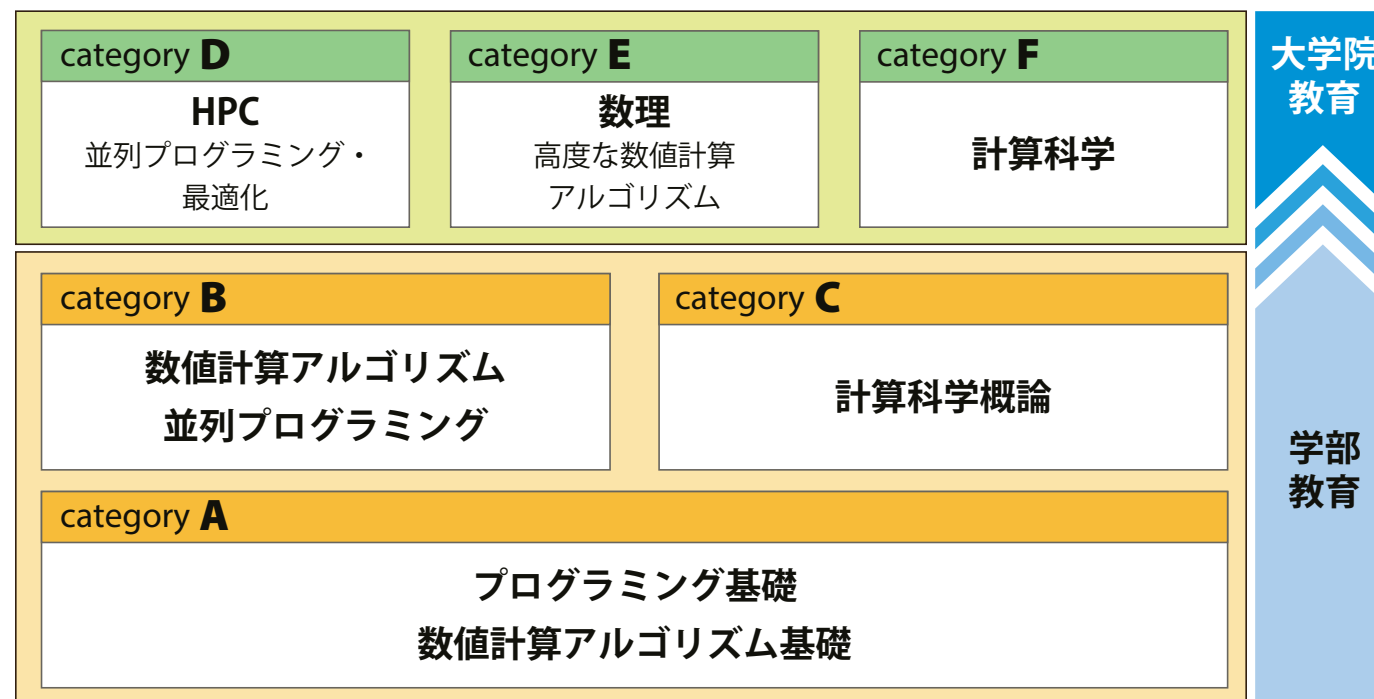 category D
HPC
並列プログラミング・
最適化
category E
数理
高度な数値計算
アルゴリズム
category F
計算科学
大学院
教育
category B
数値計算アルゴリズム
並列プログラミング
category C
計算科学概論
学部
教育
category A
プログラミング基礎
数値計算アルゴリズム基礎